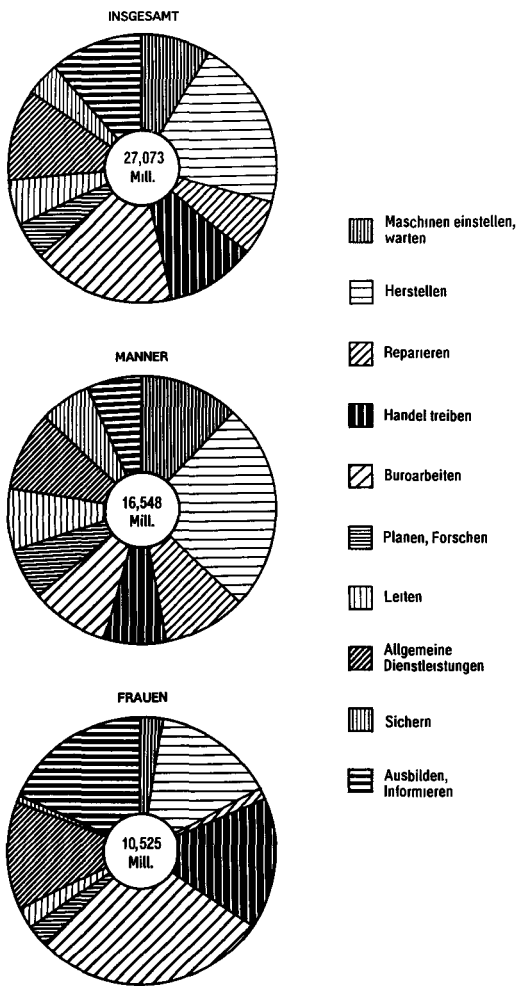 INSGESAMT
27,073
Mill.
MANNER
16,548
Mill.
FRAUEN
10,525
Mill.
Maschinen einstellen,
warten
Herstellen
Reparieren
Handel treiben
Buroarbeiten
Planen, Forschen
Leiten
Allgemeine
Dienstleistungen
Sichern
Ausbilden,
Informieren